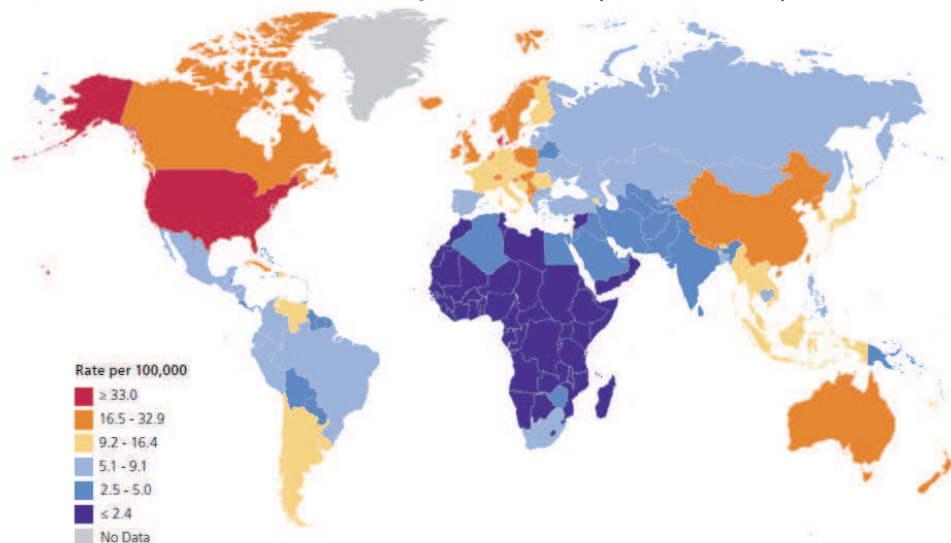 Rate per 100,000
≥ 33.0
16.5 - 32.9
9.2 - 16.4
5.1 - 9.1
2.5 - 5.0
≤ 2.4
No Data